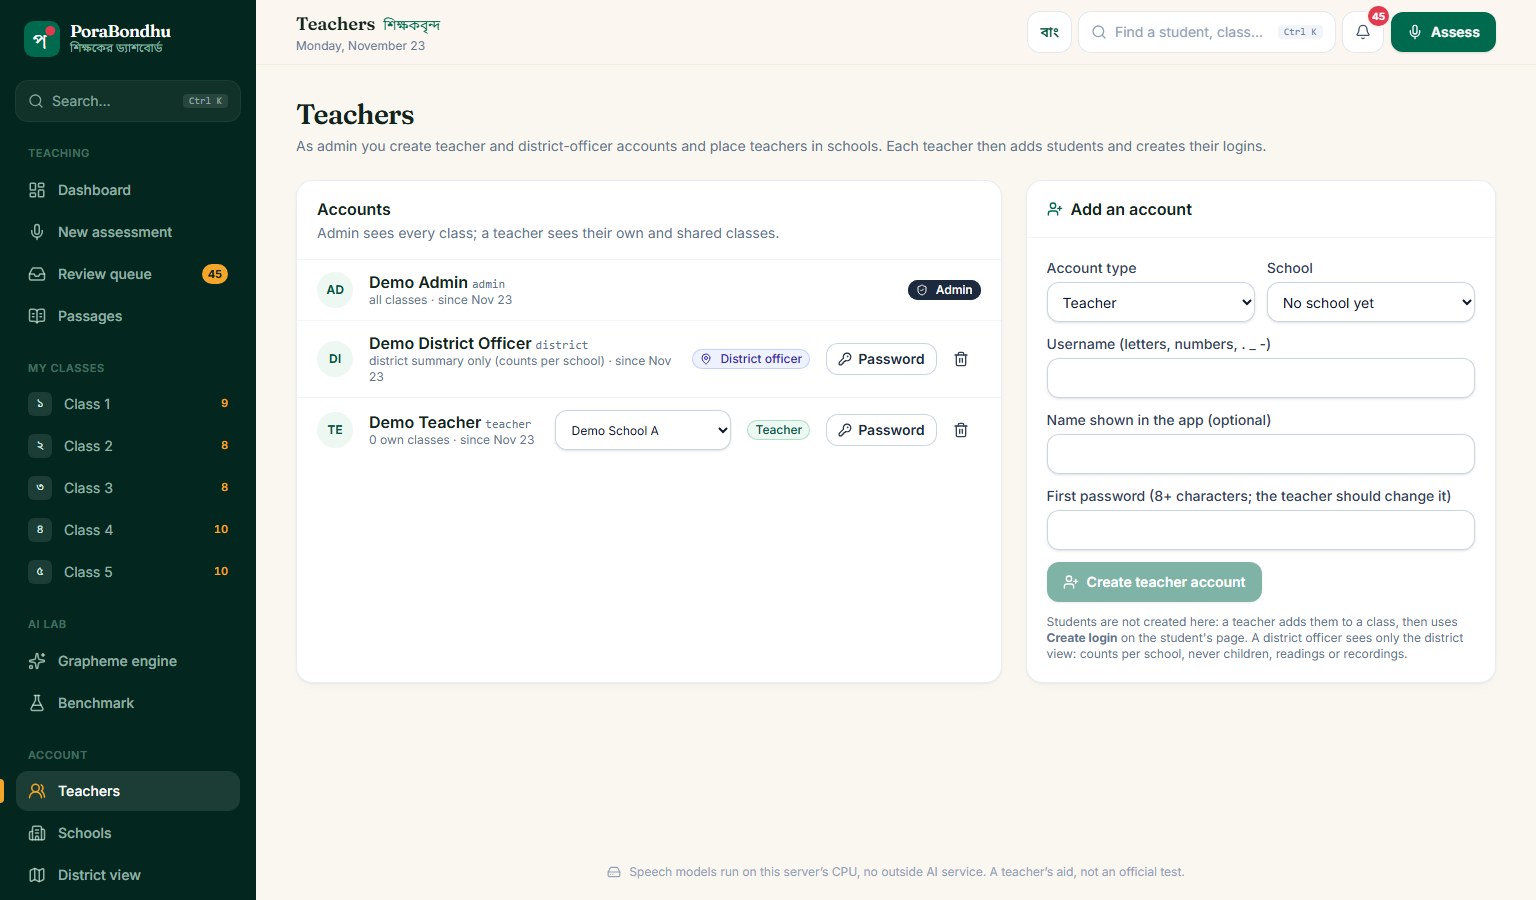 প
PoraBondhu
শিক্ষকের ড্যাশবোর্ড
Search...
Ctrl K
TEACHING
Dashboard
New assessment
Review queue
45
Passages
MY CLASSES
১
Class 1
9
২
Class 2
8
৩
Class 3
8
৪
Class 4
10
৫
Class 5
10
AI LAB
Grapheme engine
Benchmark
ACCOUNT
Teachers
Schools
District view
Teachers শিক্ষকবৃন্দ
Monday, November 23
বাং
Find a student, class...
Ctrl K
45
Assess
Teachers
As admin you create teacher and district-officer accounts and place teachers in schools. Each teacher then adds students and creates their logins.
Accounts
Admin sees every class; a teacher sees their own and shared classes.
AD
Demo Admin admin
all classes · since Nov 23
Admin
DI
Demo District Officer district
district summary only (counts per school) · since Nov
23
District officer
Password
TE
Demo Teacher teacher
0 own classes · since Nov 23
Demo School A
Teacher
Password
Add an account
Account type
School
Teacher
No school yet
Username (letters, numbers, . _ -)
Name shown in the app (optional)
First password (8+ characters; the teacher should change it)
Create teacher account
Students are not created here: a teacher adds them to a class, then uses
Create login on the student's page. A district officer sees only the district
view: counts per school, never children, readings or recordings.
Speech models run on this server’s CPU, no outside AI service. A teacher’s aid, not an official test.